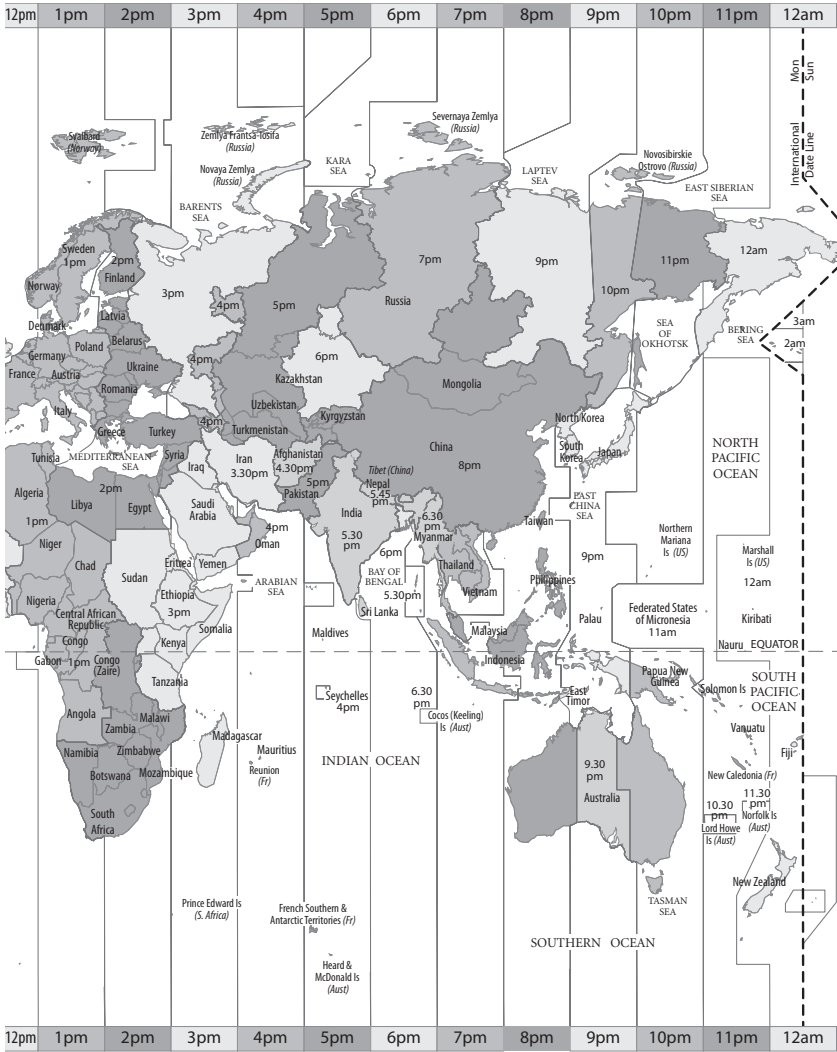 12pm 1pm 2pm 3pm 4pm 5pm 6pm 7pm 8pm 9pm 10pm 11pm 12am
Mon
Sun
International
Date Line
Severnaya Zemlya
(Russia)
Svalbard
(Norway)
Zemlya Frantsa-Iosifa
(Russia)
KARA
SEA
Novaya Zemlya
(Russia)
LAPTEV
SEA
Novosibirskie
Ostrovo (Russia)
EAST SIBERIAN
SEA
BARENTS
SEA
Sweden
1pm
2pm
Finland
Norway
3pm
4pm
5pm
7pm
Russia
9pm
10pm
11pm
12am
Denmark
Latvia
Belarus
Poland
Germany
Ukraine
France
Austria
Romania
Italy
Greece
4pm
6pm
Kazakhstan
Uzbekistan
Mongolia
SEA
OF
OKHOTSK
BERING
SEA
3am
2am
Kyrgyzstan
4pm
Turkmenistan
Turkey
North Korea
South
Korea
Japan
NORTH
PACIFIC
OCEAN
Tunisia
MEDITERRANEAN
SEA
Syria
Iraq
Iran
3.30pm
Afghanistan
4.30pm
China
8pm
Tibet (China)
Nepal
5.45
pm
5pm
Pakistan
Algeria
1pm
Libya
2pm
Egypt
Saudi
Arabia
4pm
Oman
India
5.30
pm
6.30
pm
Myanmar
EAST
CHINA
SEA
Taiwan
Northern
Mariana
Is (US)
Niger
Chad
Sudan
Eritrea
Yemen
ARABIAN
SEA
6pm
BAY OF
BENGAL
5.30pm
Sri Lanka
Thailand
Vietnam
Philippines
9pm
Marshall
Is (US)
12am
Nigeria
Central African
Republic
Ethiopia
3pm
Somalia
Maldives
Malaysia
Palau
Federated States
of Micronesia
11am
Kiribati
Congo
Gabon
1pm
Congo
(Zaire)
Kenya
Nauru
EQUATOR
Indonesia
Tanzania
Seychelles
4pm
6.30
pm
Cocos (Keeling)
Is (Aust)
East
Timor
Papua New
Guinea
Solomon Is
SOUTH
PACIFIC
OCEAN
Angola
Zambia
Malawi
Madagascar
Vanuatu
Fiji
Namibia
Zimbabwe
Botswana
Mozambique
Mauritius
Reunion
(Fr)
INDIAN OCEAN
9.30
pm
Australia
New Caledonia (Fr)
11.30
pm
Norfolk Is
(Aust)
10.30
pm
Lord Howe
Is (Aust)
South
Africa
New Zealand
TASMAN
SEA
Prince Edward Is
(S. Africa)
French Southern &
Antarctic Territories (Fr)
SOUTHERN OCEAN
Heard &
McDonald Is
(Aust)
12pm 1pm 2pm 3pm 4pm 5pm 6pm 7pm 8pm 9pm 10pm 11pm 12am